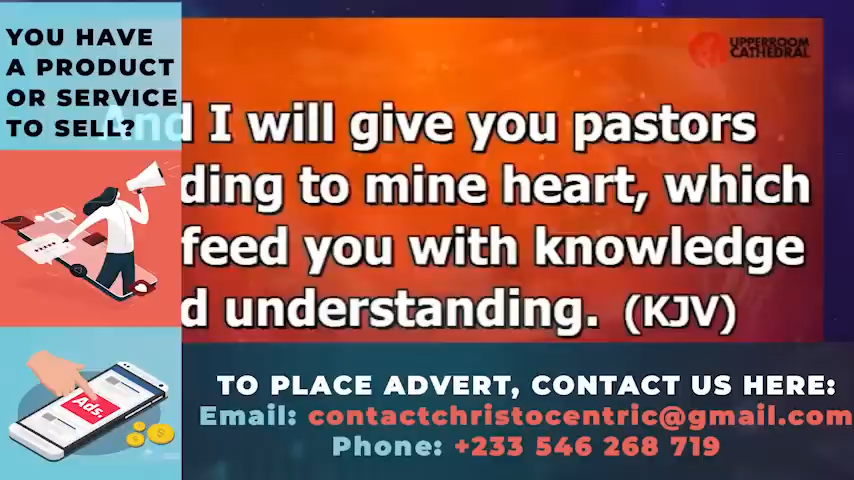 YOU HAVE
A PRODUCT
OR SERVICE
TO SELL?
UPPERROOM
CATHEDRAL
And I will give you pastors
ding to mine heart, which
feed you with knowledge
d understanding. (KJV)
Ads.
TO PLACE ADVERT, CONTACT US HERE:
Email: contactchristocentric@gmail.com
Phone: +233 546 268 719